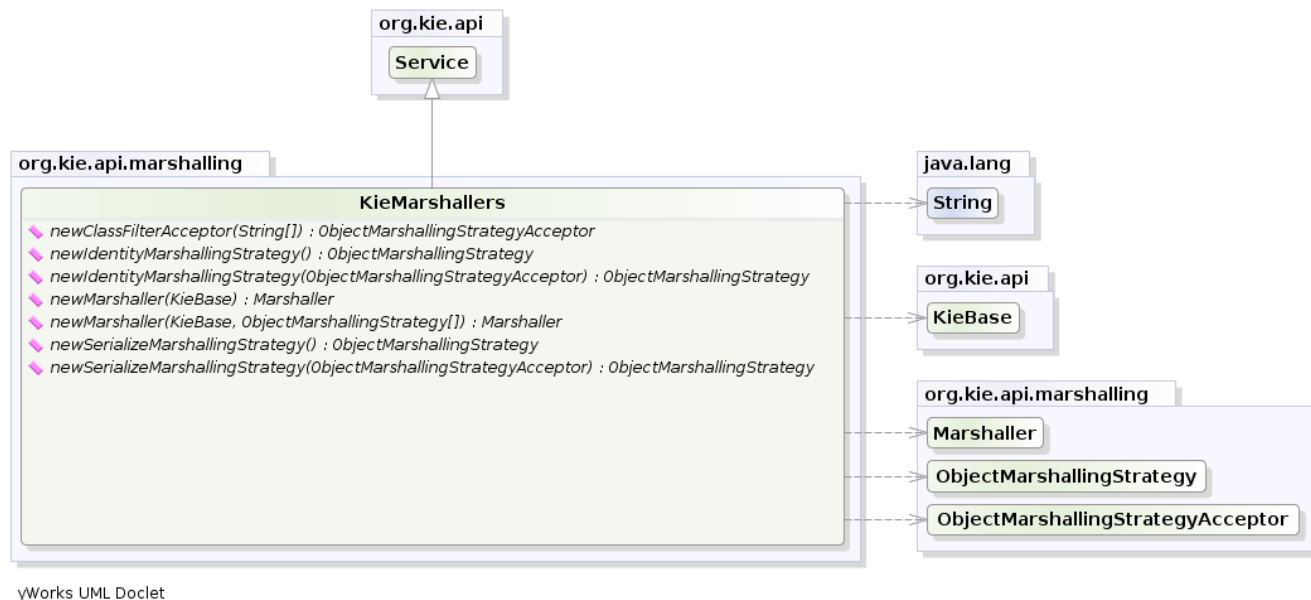 org.kie.api
Service
org.kie.api.marshalling
KieMarshallers
newClassFilterAcceptor(String[]) : ObjectMarshallingStrategyAcceptor
newIdentityMarshallingStrategy() : ObjectMarshallingStrategy
newIdentityMarshallingStrategy(ObjectMarshallingStrategyAcceptor) : ObjectMarshallingStrategy
newMarshaller(KieBase) : Marshaller
newMarshaller(KieBase, ObjectMarshallingStrategy[]) : Marshaller
newSerializeMarshallingStrategy() : ObjectMarshallingStrategy
newSerializeMarshallingStrategy(ObjectMarshallingStrategyAcceptor) : ObjectMarshallingStrategy
java.lang
String
org.kie.api
KieBase
org.kie.api.marshalling
Marshaller
ObjectMarshallingStrategy
ObjectMarshallingStrategyAcceptor
yWorks UML Doclet